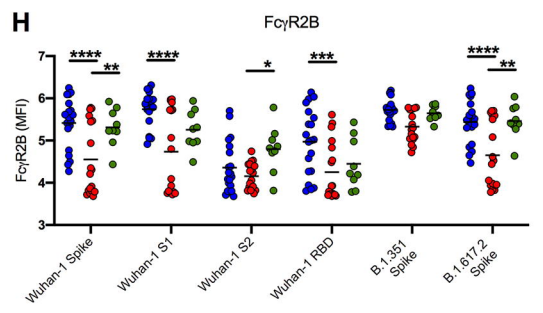 H
FcγR2B
**** ** **** * *** **** **
FcγR2B (MFI)
7
6
5
4
3
Wuhan-1 Spike
Wuhan-1 S1
Wuhan-1 S2
Wuhan-1 RBD
B.1.351
Spike
B.1.617.2
Spike